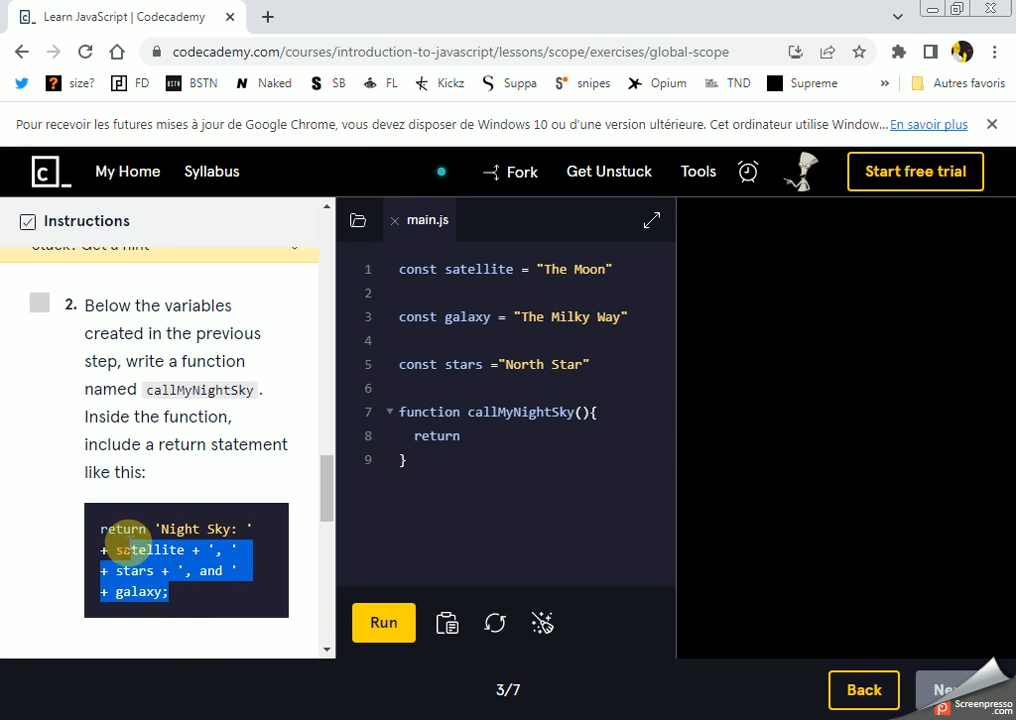 Learn JavaScript | Codecademy
codecademy.com/courses/introduction-to-javascript/lessons/scope/exercises/global-scope
size? FD BSTN Naked SB FL Kickz Suppa snipes Opium TND Supreme » Autres favoris
Pour recevoir les futures mises à jour de Google Chrome, vous devez disposer de Windows 10 ou d'une version ultérieure. Cet ordinateur utilise Window... En savoir plus
My Home Syllabus Fork Get Unstuck Tools Start free trial
Instructions
Stuck? Get a hint
2. Below the variables
created in the previous
step, write a function
named callMyNightSky.
Inside the function,
include a return statement
like this:
return 'Night Sky: '
+ satellite + ', '
+ stars + ', and '
+ galaxy;
main.js
1 const satellite = "The Moon"
2
3 const galaxy = "The Milky Way"
4
5 const stars ="North Star"
6
7 function callMyNightSky(){
8 return
9 }
Run
3/7
Back
Screenpresso
.com